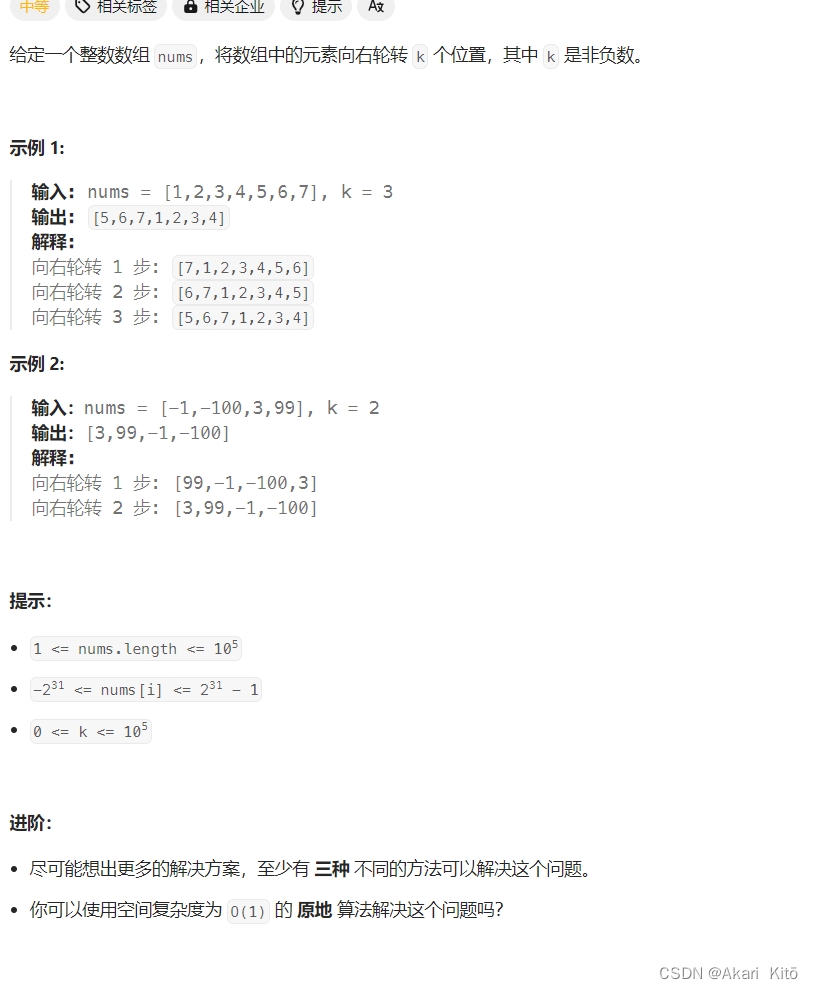 中等 相关标签 相关企业 提示 Ax
给定一个整数数组 nums，将数组中的元素向右轮转 k 个位置，其中 k 是非负数。
示例 1:
输入: nums = [1,2,3,4,5,6,7], k = 3
输出: [5,6,7,1,2,3,4]
解释:
向右轮转 1 步: [7,1,2,3,4,5,6]
向右轮转 2 步: [6,7,1,2,3,4,5]
向右轮转 3 步: [5,6,7,1,2,3,4]
示例 2:
输入：nums = [-1,-100,3,99], k = 2
输出：[3,99,-1,-100]
解释:
向右轮转 1 步: [99,-1,-100,3]
向右轮转 2 步: [3,99,-1,-100]
提示：
1 <= nums.length <= 10⁵
-2³¹ <= nums[i] <= 2³¹ - 1
0 <= k <= 10⁵
进阶：
尽可能想出更多的解决方案，至少有 三种 不同的方法可以解决这个问题。
你可以使用空间复杂度为 O(1) 的 原地 算法解决这个问题吗？
CSDN @Akari Kitō